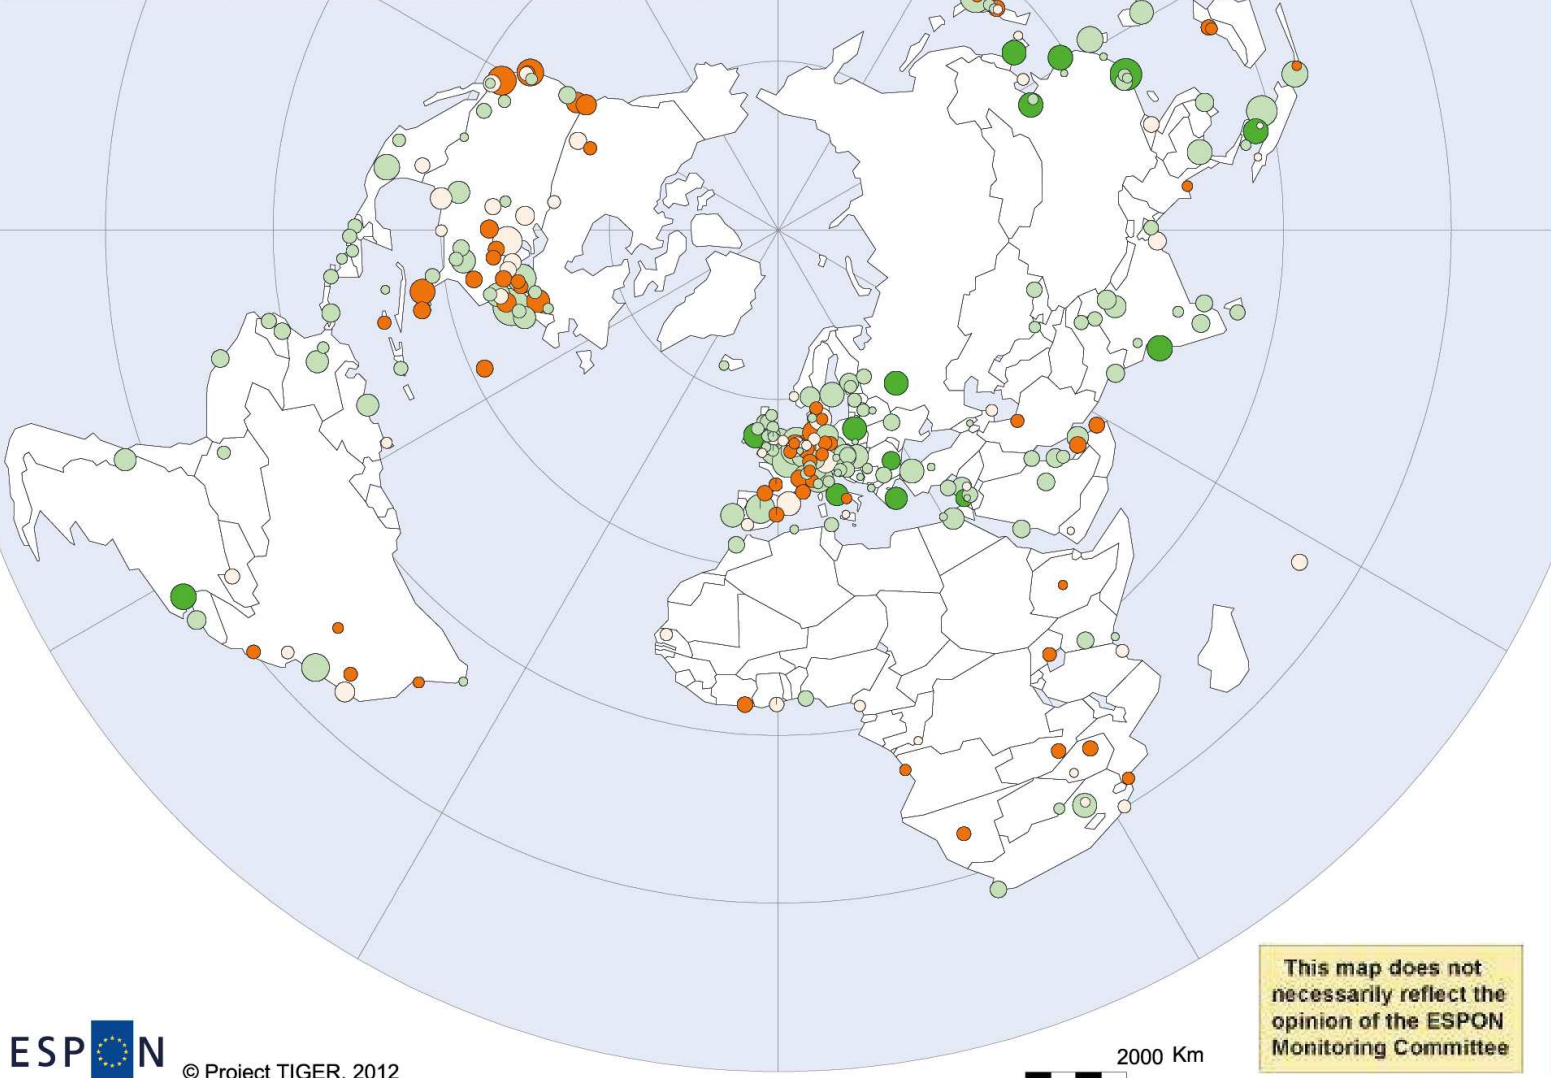 This map does not
necessarily reflect the
opinion of the ESPON
Monitoring Committee
ESPON
© Project TIGER, 2012
2000 Km